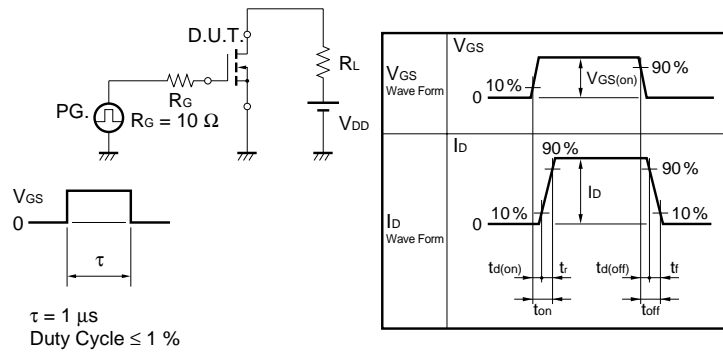 D.U.T.
RL
RG
PG.
RG = 10 Ω
VDD
VGS
0
τ
τ = 1 μs
Duty Cycle ≤ 1 %
VGS
Wave Form
VGS
10 %
0
VGS(on)
90 %
ID
Wave Form
ID
90 %
90 %
ID
10 %
0
10 %
td(on)
tr
td(off)
tf
ton
toff